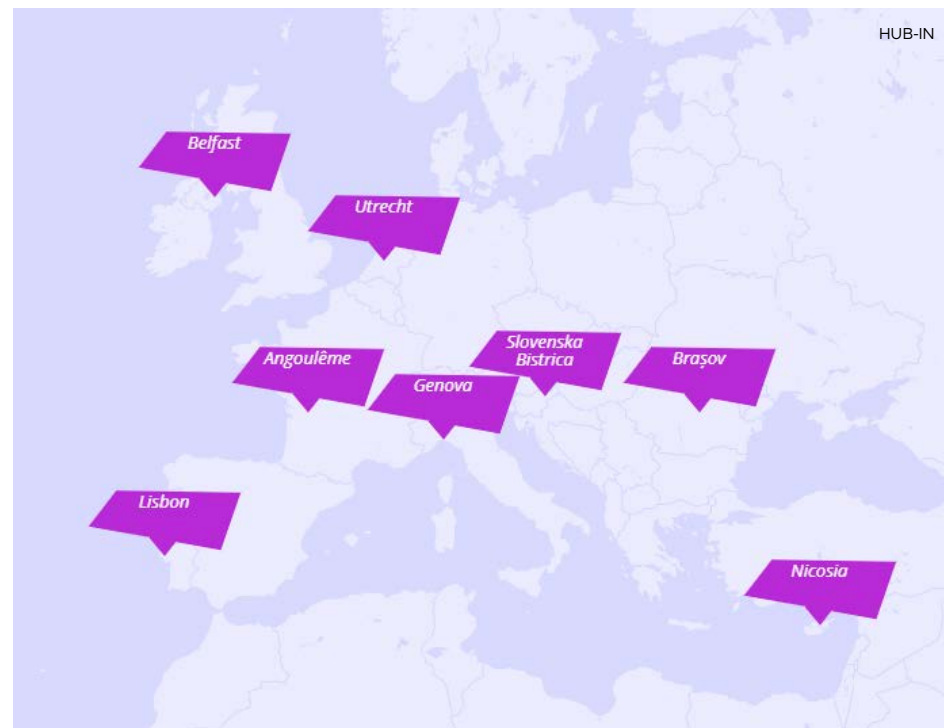 HUB-IN
Belfast
Utrecht
Slovenska
Bistrica
Angoulême
Brașov
Genova
Lisbon
Nicosia